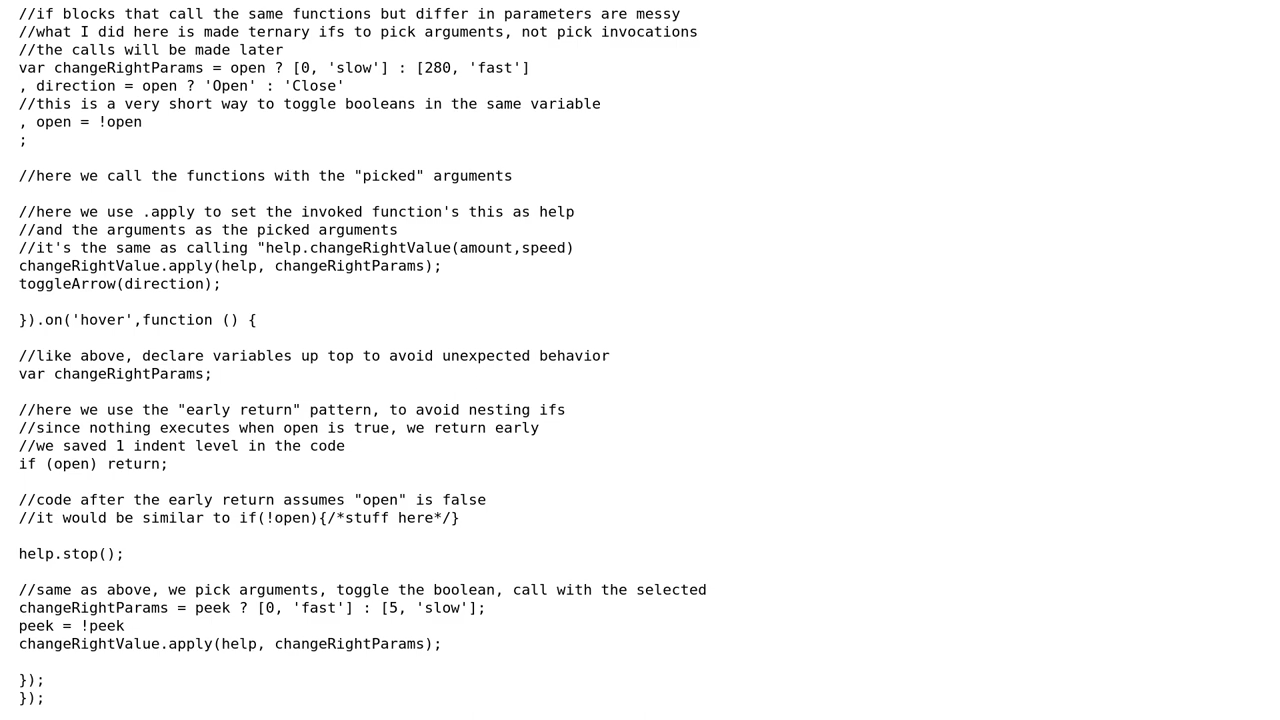 //if blocks that call the same functions but differ in parameters are messy
//what I did here is made ternary ifs to pick arguments, not pick invocations
//the calls will be made later
var changeRightParams = open ? [0, 'slow'] : [280, 'fast']
, direction = open ? 'Open' : 'Close'
//this is a very short way to toggle booleans in the same variable
, open = !open
;
//here we call the functions with the "picked" arguments
//here we use .apply to set the invoked function's this as help
//and the arguments as the picked arguments
//it's the same as calling "help.changeRightValue(amount,speed)
changeRightValue.apply(help, changeRightParams);
toggleArrow(direction);
}).on('hover',function () {
//like above, declare variables up top to avoid unexpected behavior
var changeRightParams;
//here we use the "early return" pattern, to avoid nesting ifs
//since nothing executes when open is true, we return early
//we saved 1 indent level in the code
if (open) return;
//code after the early return assumes "open" is false
//it would be similar to if(!open){/*stuff here*/}
help.stop();
//same as above, we pick arguments, toggle the boolean, call with the selected
changeRightParams = peek ? [0, 'fast'] : [5, 'slow'];
peek = !peek
changeRightValue.apply(help, changeRightParams);
});
});